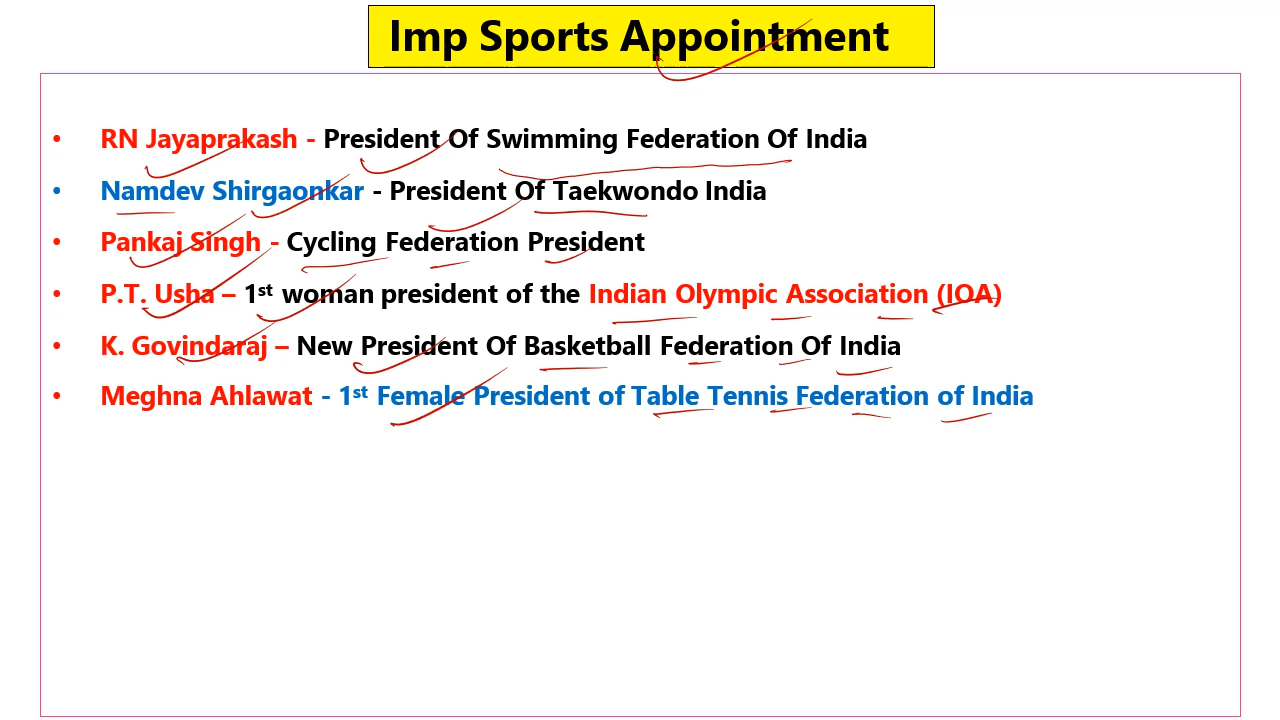 Imp Sports Appointment
• RN Jayaprakash - President Of Swimming Federation Of India
• Namdev Shirgaonkar - President Of Taekwondo India
• Pankaj Singh - Cycling Federation President
• P.T. Usha – 1st woman president of the Indian Olympic Association (IOA)
• K. Govindaraj – New President Of Basketball Federation Of India
• Meghna Ahlawat - 1st Female President of Table Tennis Federation of India